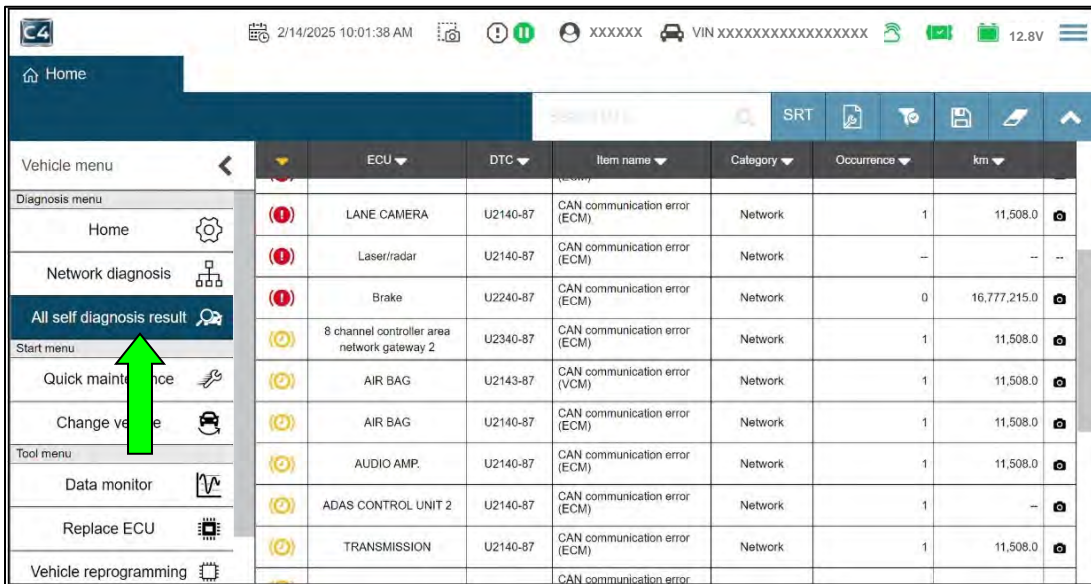 C4 2/14/2025 10:01:38 AM XXXXXX VIN XXXXXXXXXXXXXXXXX 12.8V
Home
SRT
Vehicle menu
ECU DTC Item name Category Occurrence km
Diagnosis menu
Home
Network diagnosis
All self diagnosis result
Start menu
Quick maintenance
Change vehicle
Tool menu
Data monitor
Replace ECU
Vehicle reprogramming
(ECM) --
LANE CAMERA U2140-87 CAN communication error (ECM) Network 1 11,508.0
Laser/radar U2140-87 CAN communication error (ECM) Network -- -- --
Brake U2240-87 CAN communication error (ECM) Network 0 16,777,215.0
8 channel controller area network gateway 2 U2340-87 CAN communication error (ECM) Network 1 11,508.0
AIR BAG U2143-87 CAN communication error (VCM) Network 1 11,508.0
AIR BAG U2140-87 CAN communication error (ECM) Network 1 11,508.0
AUDIO AMP. U2140-87 CAN communication error (ECM) Network 1 11,508.0
ADAS CONTROL UNIT 2 U2140-87 CAN communication error (ECM) Network 1 --
TRANSMISSION U2140-87 CAN communication error (ECM) Network 1 11,508.0
CAN communication error